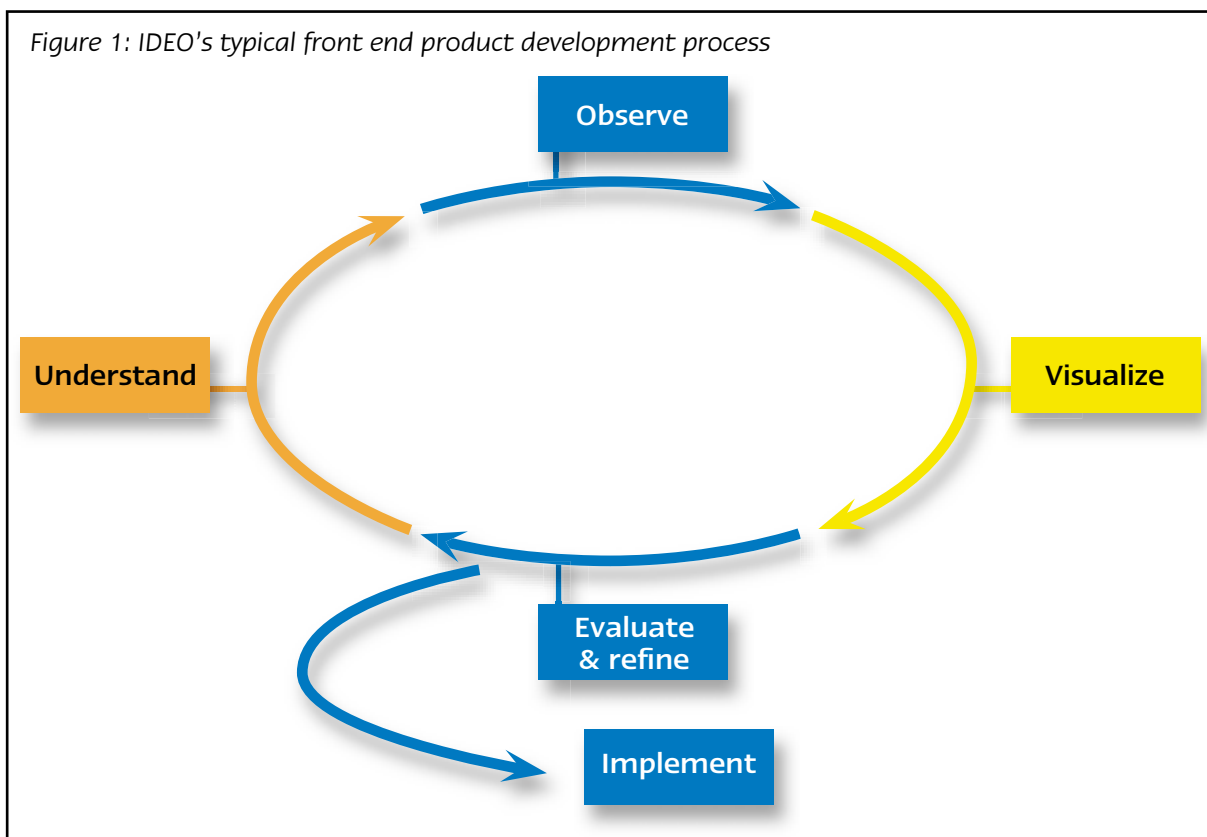 Figure 1: IDEO’s typical front end product development process
Observe
Understand
Visualize
Evaluate
& refine
Implement